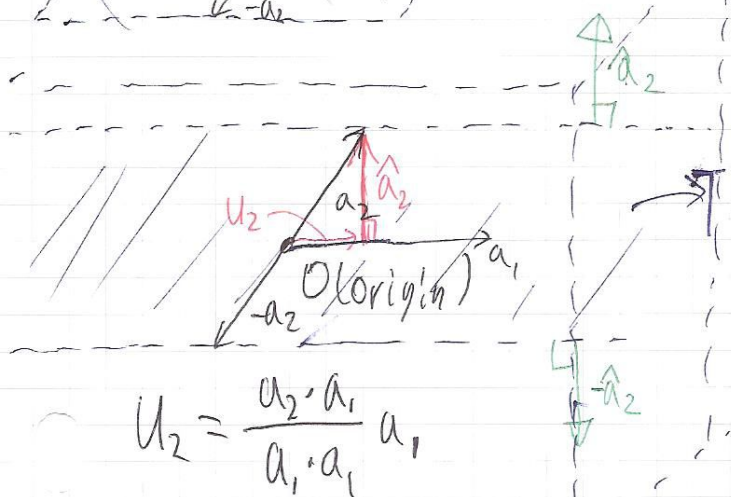 -a₂
â₂
â₂
a₂
U₂
a₁
O(origin)
-a₂
-â₂
U₂ = a₂·a₁ / a₁·a₁ a₁